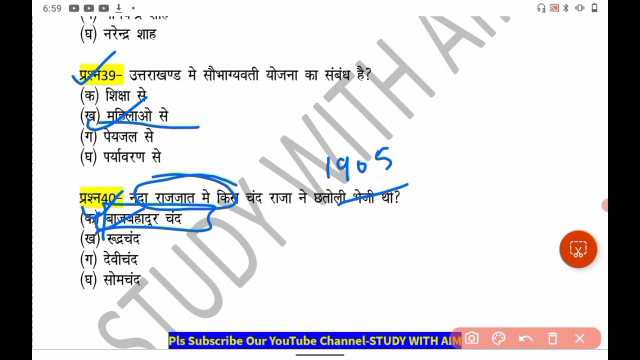 6:59
(घ) नरेन्द्र शाह
प्रश्न39- उत्तराखण्ड मे सौभाग्यवती योजना का संबंध है?
(क) शिक्षा से
(ख) महिलाओ से
(ग) पेयजल से
(घ) पर्यावरण से
1905
प्रश्न40- नंदा राजजात मे किस चंद राजा ने छतोली भेजी थी?
(क) बाजबहादुर चंद
(ख) रूद्रचंद
(ग) देवीचंद
(घ) सोमचंद
STUDY WITH AIM
Pls Subscribe Our YouTube Channel-STUDY WITH AIM